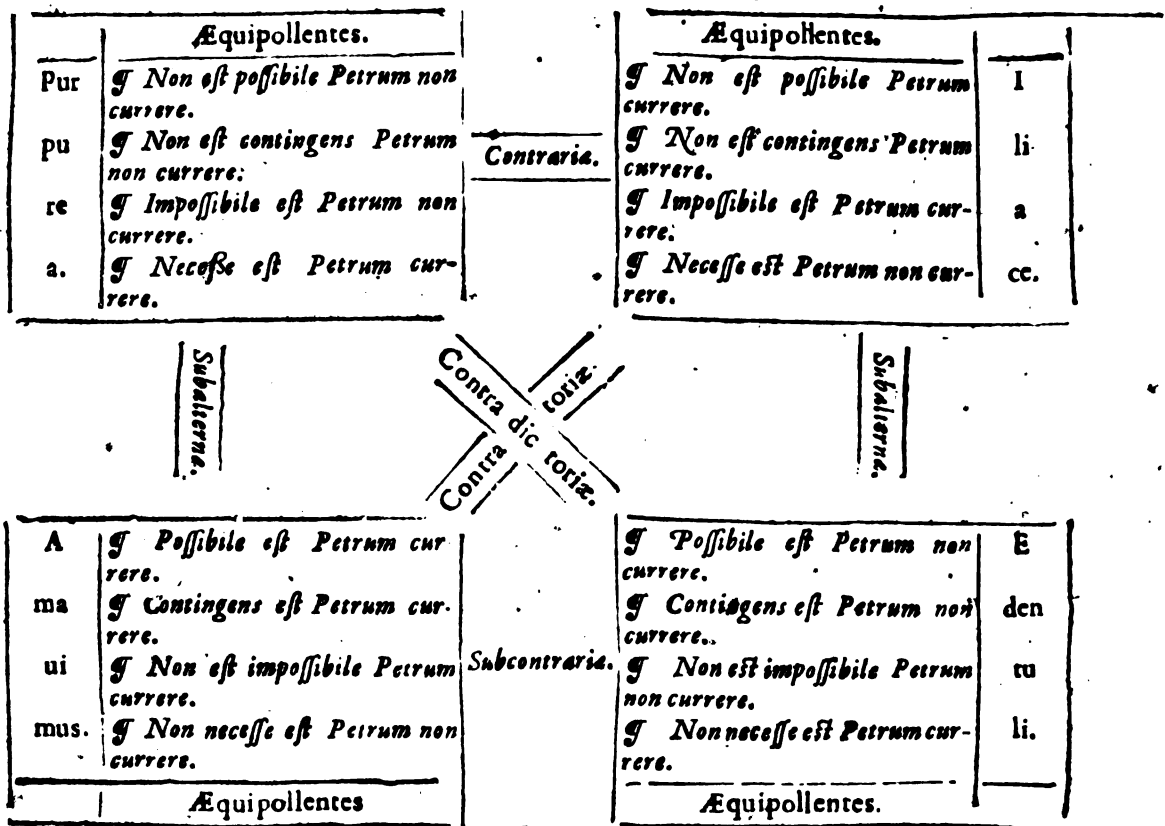 Æquipollentes.
Pur ¶ Non eſt poſſibile Petrum non
currere.
pu ¶ Non eſt contingens Petrum
non currere:
re ¶ Impoſſibile eſt Petrum non
currere.
a. ¶ Neceſſe eſt Petrum cur-
rere.
Contrariæ.
Æquipollentes.
¶ Non eſt poſſibile Petrum I
currere.
¶ Non eſt contingens Petrum li
currere.
¶ Impoſſibile eſt Petrum cur- a
rere.
¶ Neceſſe eſt Petrum non cur- ce.
rere.
Subalternæ.
Contra dic toriæ.
Contra toriæ.
Subalternæ.
A ¶ Poſſibile eſt Petrum cur
rere.
ma ¶ Contingens eſt Petrum cur-
rere.
ui ¶ Non eſt impoſſibile Petrum
currere.
mus. ¶ Non neceſſe eſt Petrum non
currere.
Æquipollentes
Subcontrariæ.
¶ Poſſibile eſt Petrum non E
currere.
¶ Contingens eſt Petrum non den
currere.
¶ Non eſt impoſſibile Petrum tu
non currere.
¶ Non neceſſe eſt Petrum cur- li.
rere.
Æquipollentes.